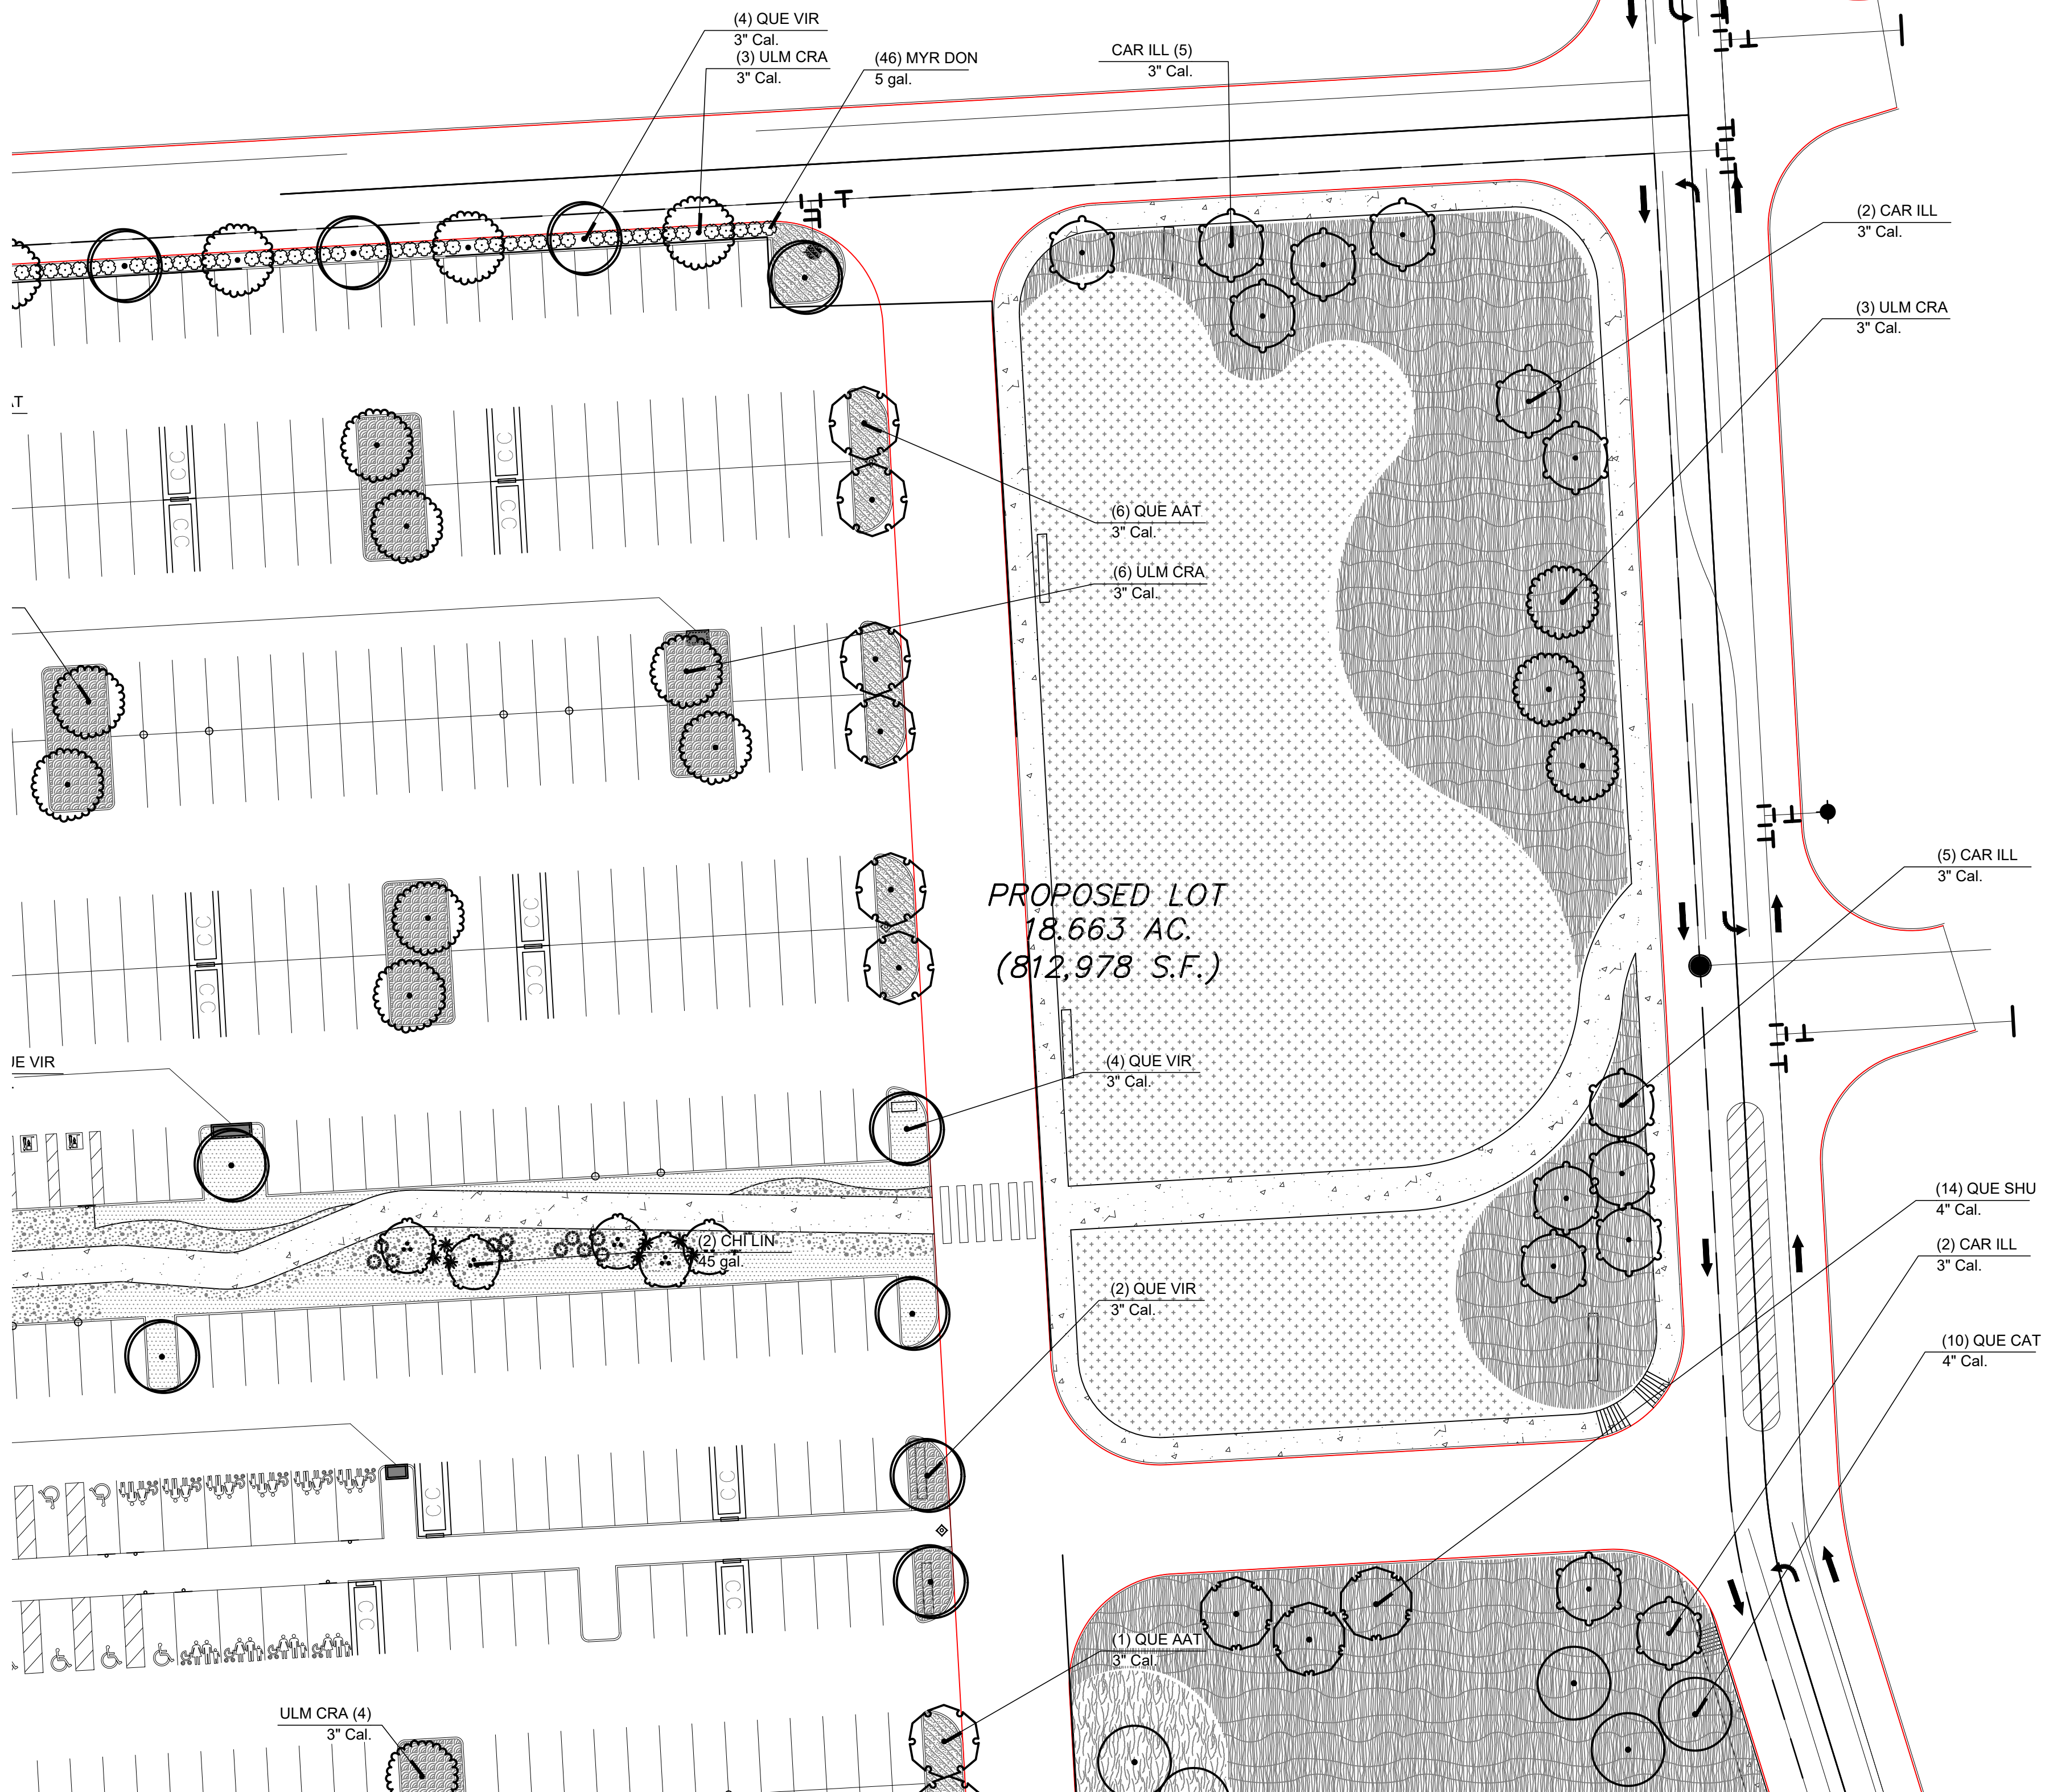 (4) QUE VIR
3" Cal.
(3) ULM CRA
3" Cal.
(46) MYR DON
5 gal.
CAR ILL (5)
3" Cal.
(2) CAR ILL
3" Cal.
(3) ULM CRA
3" Cal.
(6) QUE AAT
3" Cal.
(6) ULM CRA
3" Cal.
PROPOSED LOT
18.663 AC.
(812,978 S.F.)
(5) CAR ILL
3" Cal.
UE VIR
(4) QUE VIR
3" Cal.
(14) QUE SHU
4" Cal.
(2) CHI LIN
45 gal.
(2) CAR ILL
3" Cal.
(2) QUE VIR
3" Cal.
(10) QUE CAT
4" Cal.
(1) QUE AAT
3" Cal.
ULM CRA (4)
3" Cal.